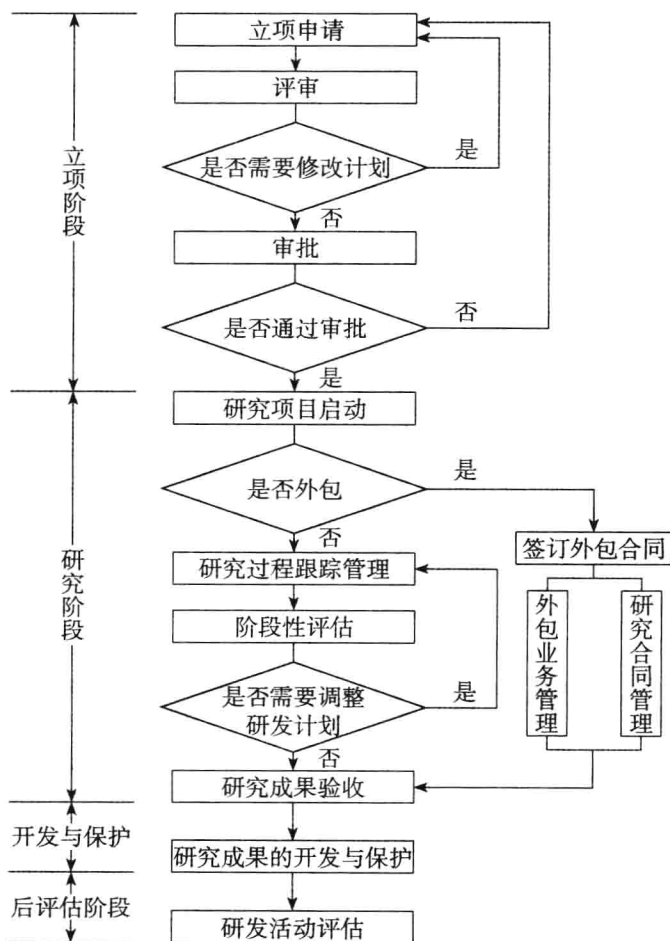 立项申请
评审
是否需要修改计划
是
否
审批
是否通过审批
否
是
立项阶段
研究项目启动
是否外包
是
否
签订外包合同
研究过程跟踪管理
外包业务管理
研究合同管理
阶段性评估
是否需要调整
研发计划
是
否
研究成果验收
研究阶段
开发与保护
研究成果的开发与保护
后评估阶段
研发活动评估